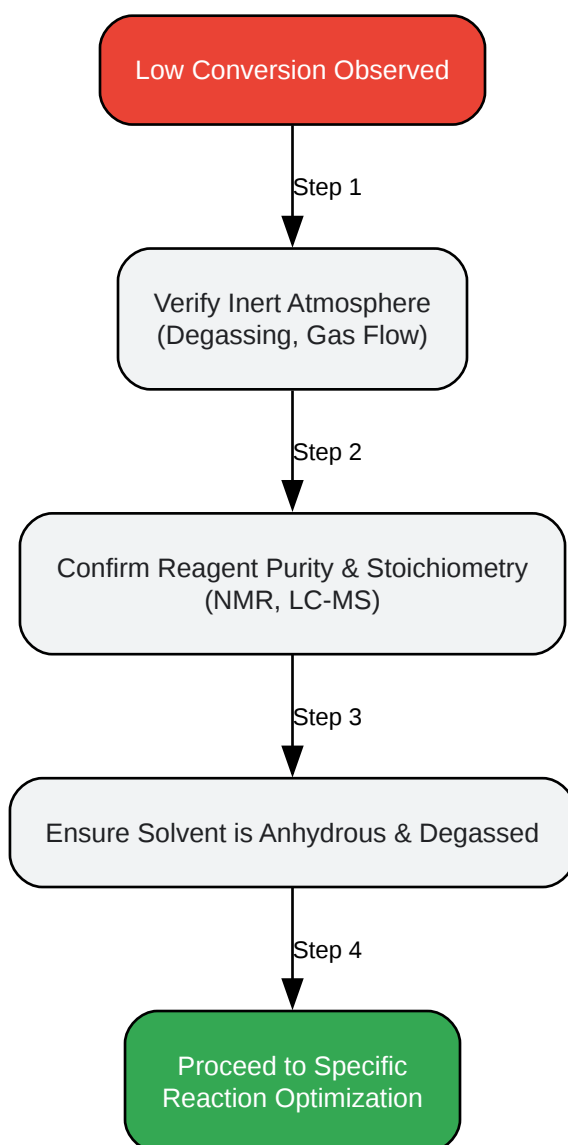 Low Conversion Observed
Step 1
Verify Inert Atmosphere
(Degassing, Gas Flow)
Step 2
Confirm Reagent Purity & Stoichiometry
(NMR, LC-MS)
Step 3
Ensure Solvent is Anhydrous & Degassed
Step 4
Proceed to Specific
Reaction Optimization